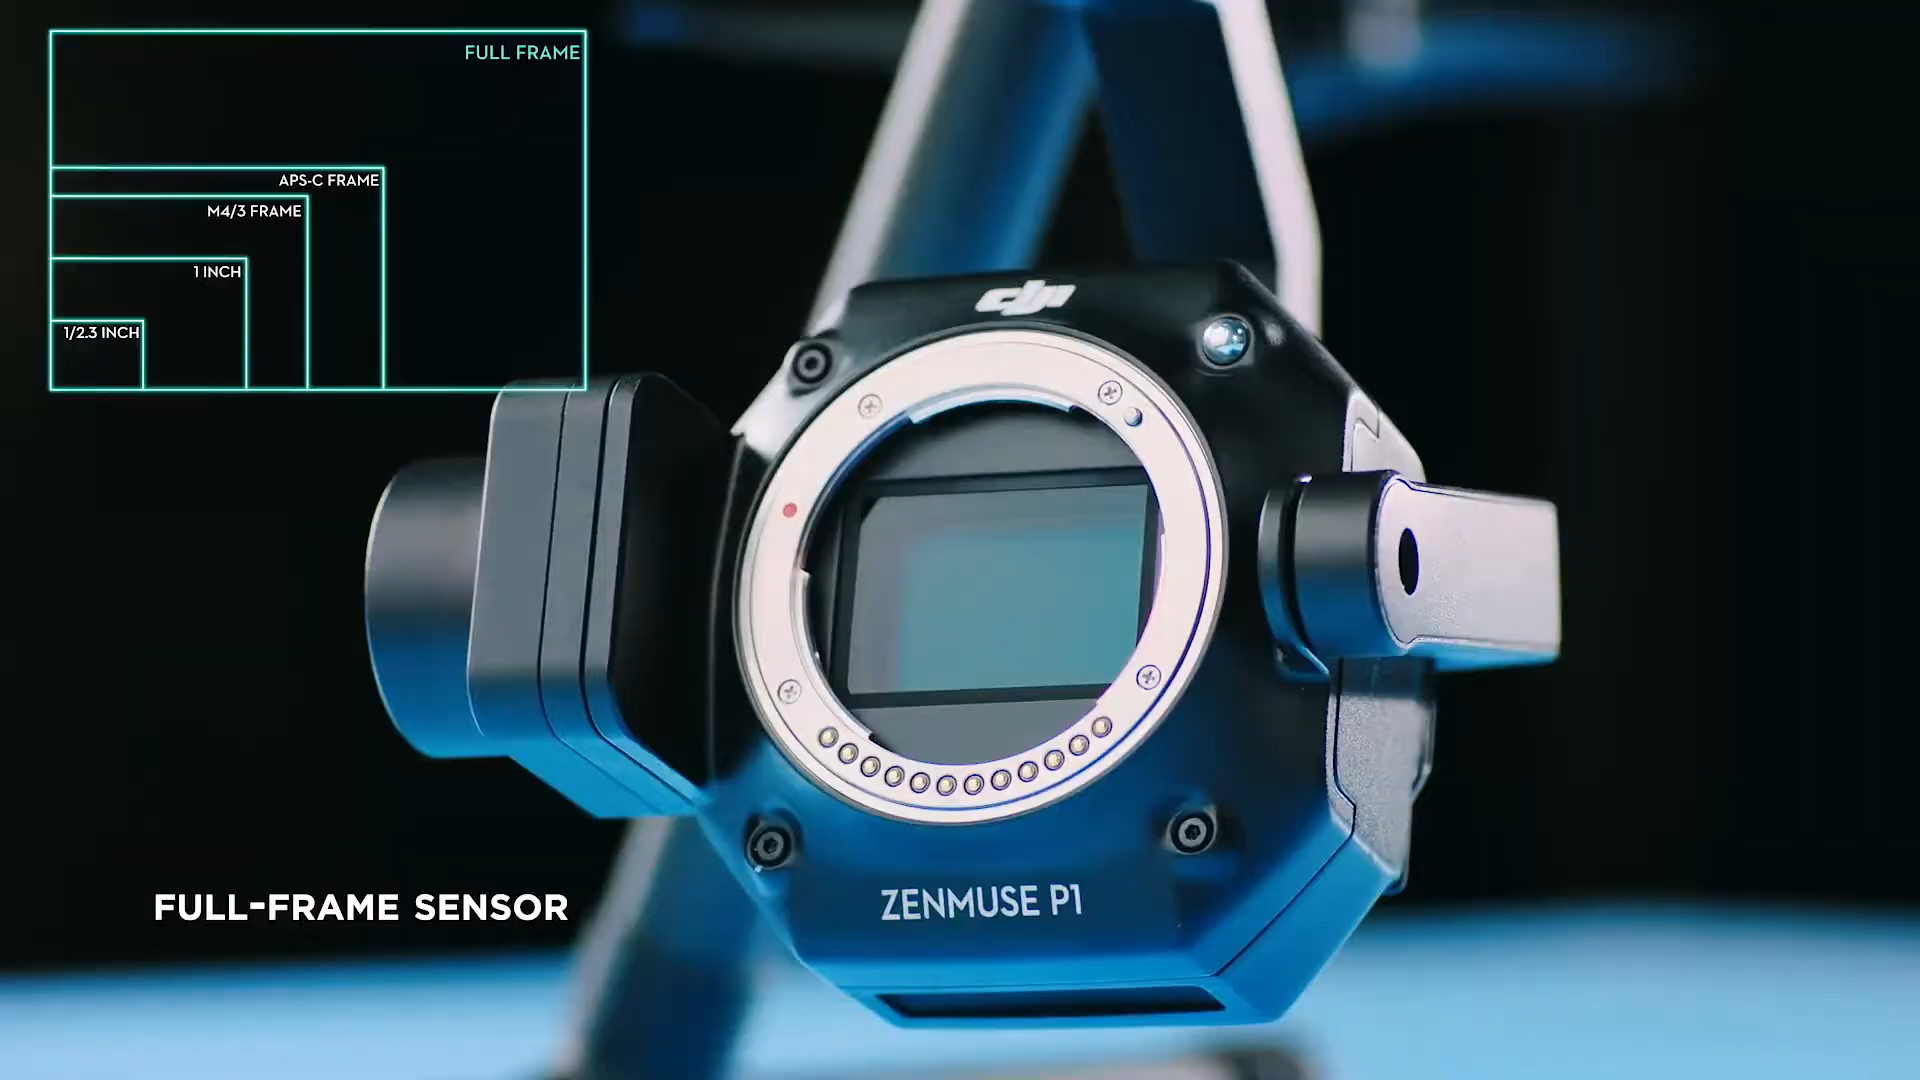 FULL FRAME
APS-C FRAME
M4/3 FRAME
1 INCH
1/2.3 INCH
dji
FULL-FRAME SENSOR
ZENMUSE P1